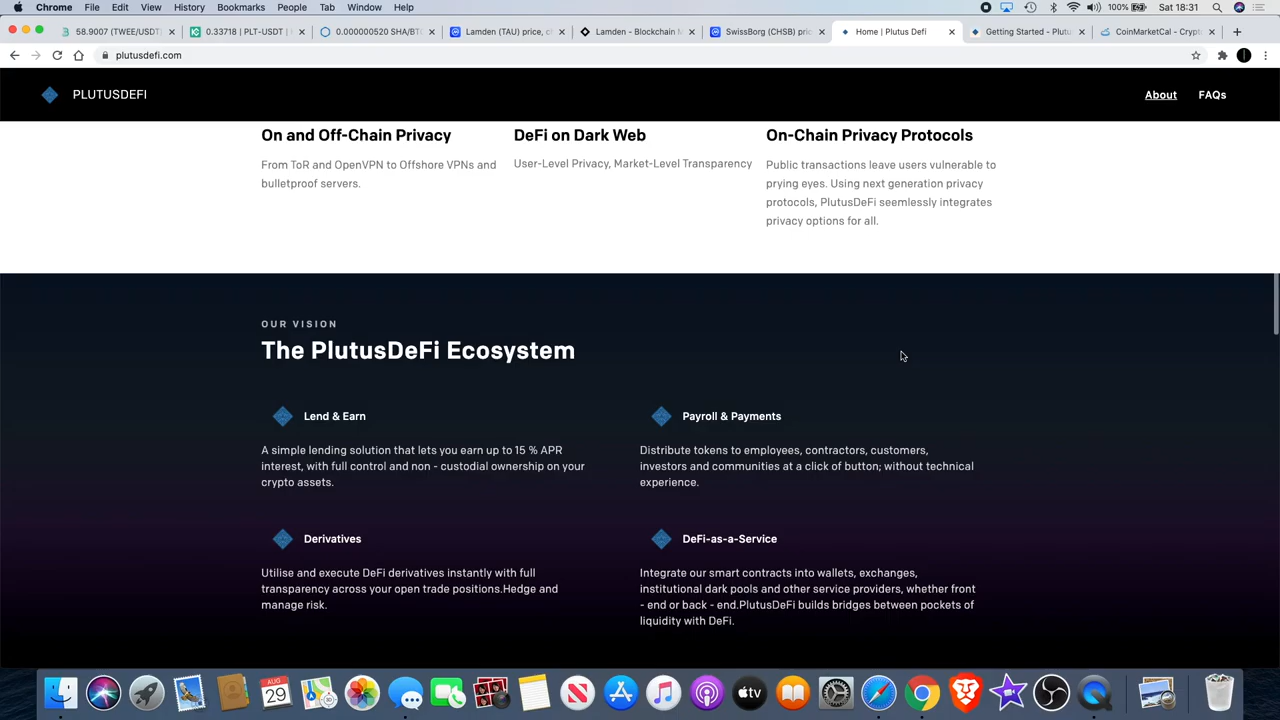 Chrome File Edit View History Bookmarks People Tab Window Help 100% Sat 18:31
58.9007 (TWEE/USDT) 0.33718 | PLT-USDT | 0.000000520 SHA/BT Lamden (TAU) price, Lamden - Blockchain SwissBorg (CHSB) pri Home | Plutus Defi Getting Started - Plutu CoinMarketCal - Crypt
plutusdefi.com
PLUTUSDEFI About FAQs
On and Off-Chain Privacy
From ToR and OpenVPN to Offshore VPNs and
bulletproof servers.
DeFi on Dark Web
User-Level Privacy, Market-Level Transparency
On-Chain Privacy Protocols
Public transactions leave users vulnerable to
prying eyes. Using next generation privacy
protocols, PlutusDeFi seemlessly integrates
privacy options for all.
OUR VISION
The PlutusDeFi Ecosystem
Lend & Earn
A simple lending solution that lets you earn up to 15 % APR
interest, with full control and non - custodial ownership on your
crypto assets.
Payroll & Payments
Distribute tokens to employees, contractors, customers,
investors and communities at a click of button; without technical
experience.
Derivatives
Utilise and execute DeFi derivatives instantly with full
transparency across your open trade positions.Hedge and
manage risk.
DeFi-as-a-Service
Integrate our smart contracts into wallets, exchanges,
institutional dark pools and other service providers, whether front
- end or back - end.PlutusDeFi builds bridges between pockets of
liquidity with DeFi.
AUG
29
tv